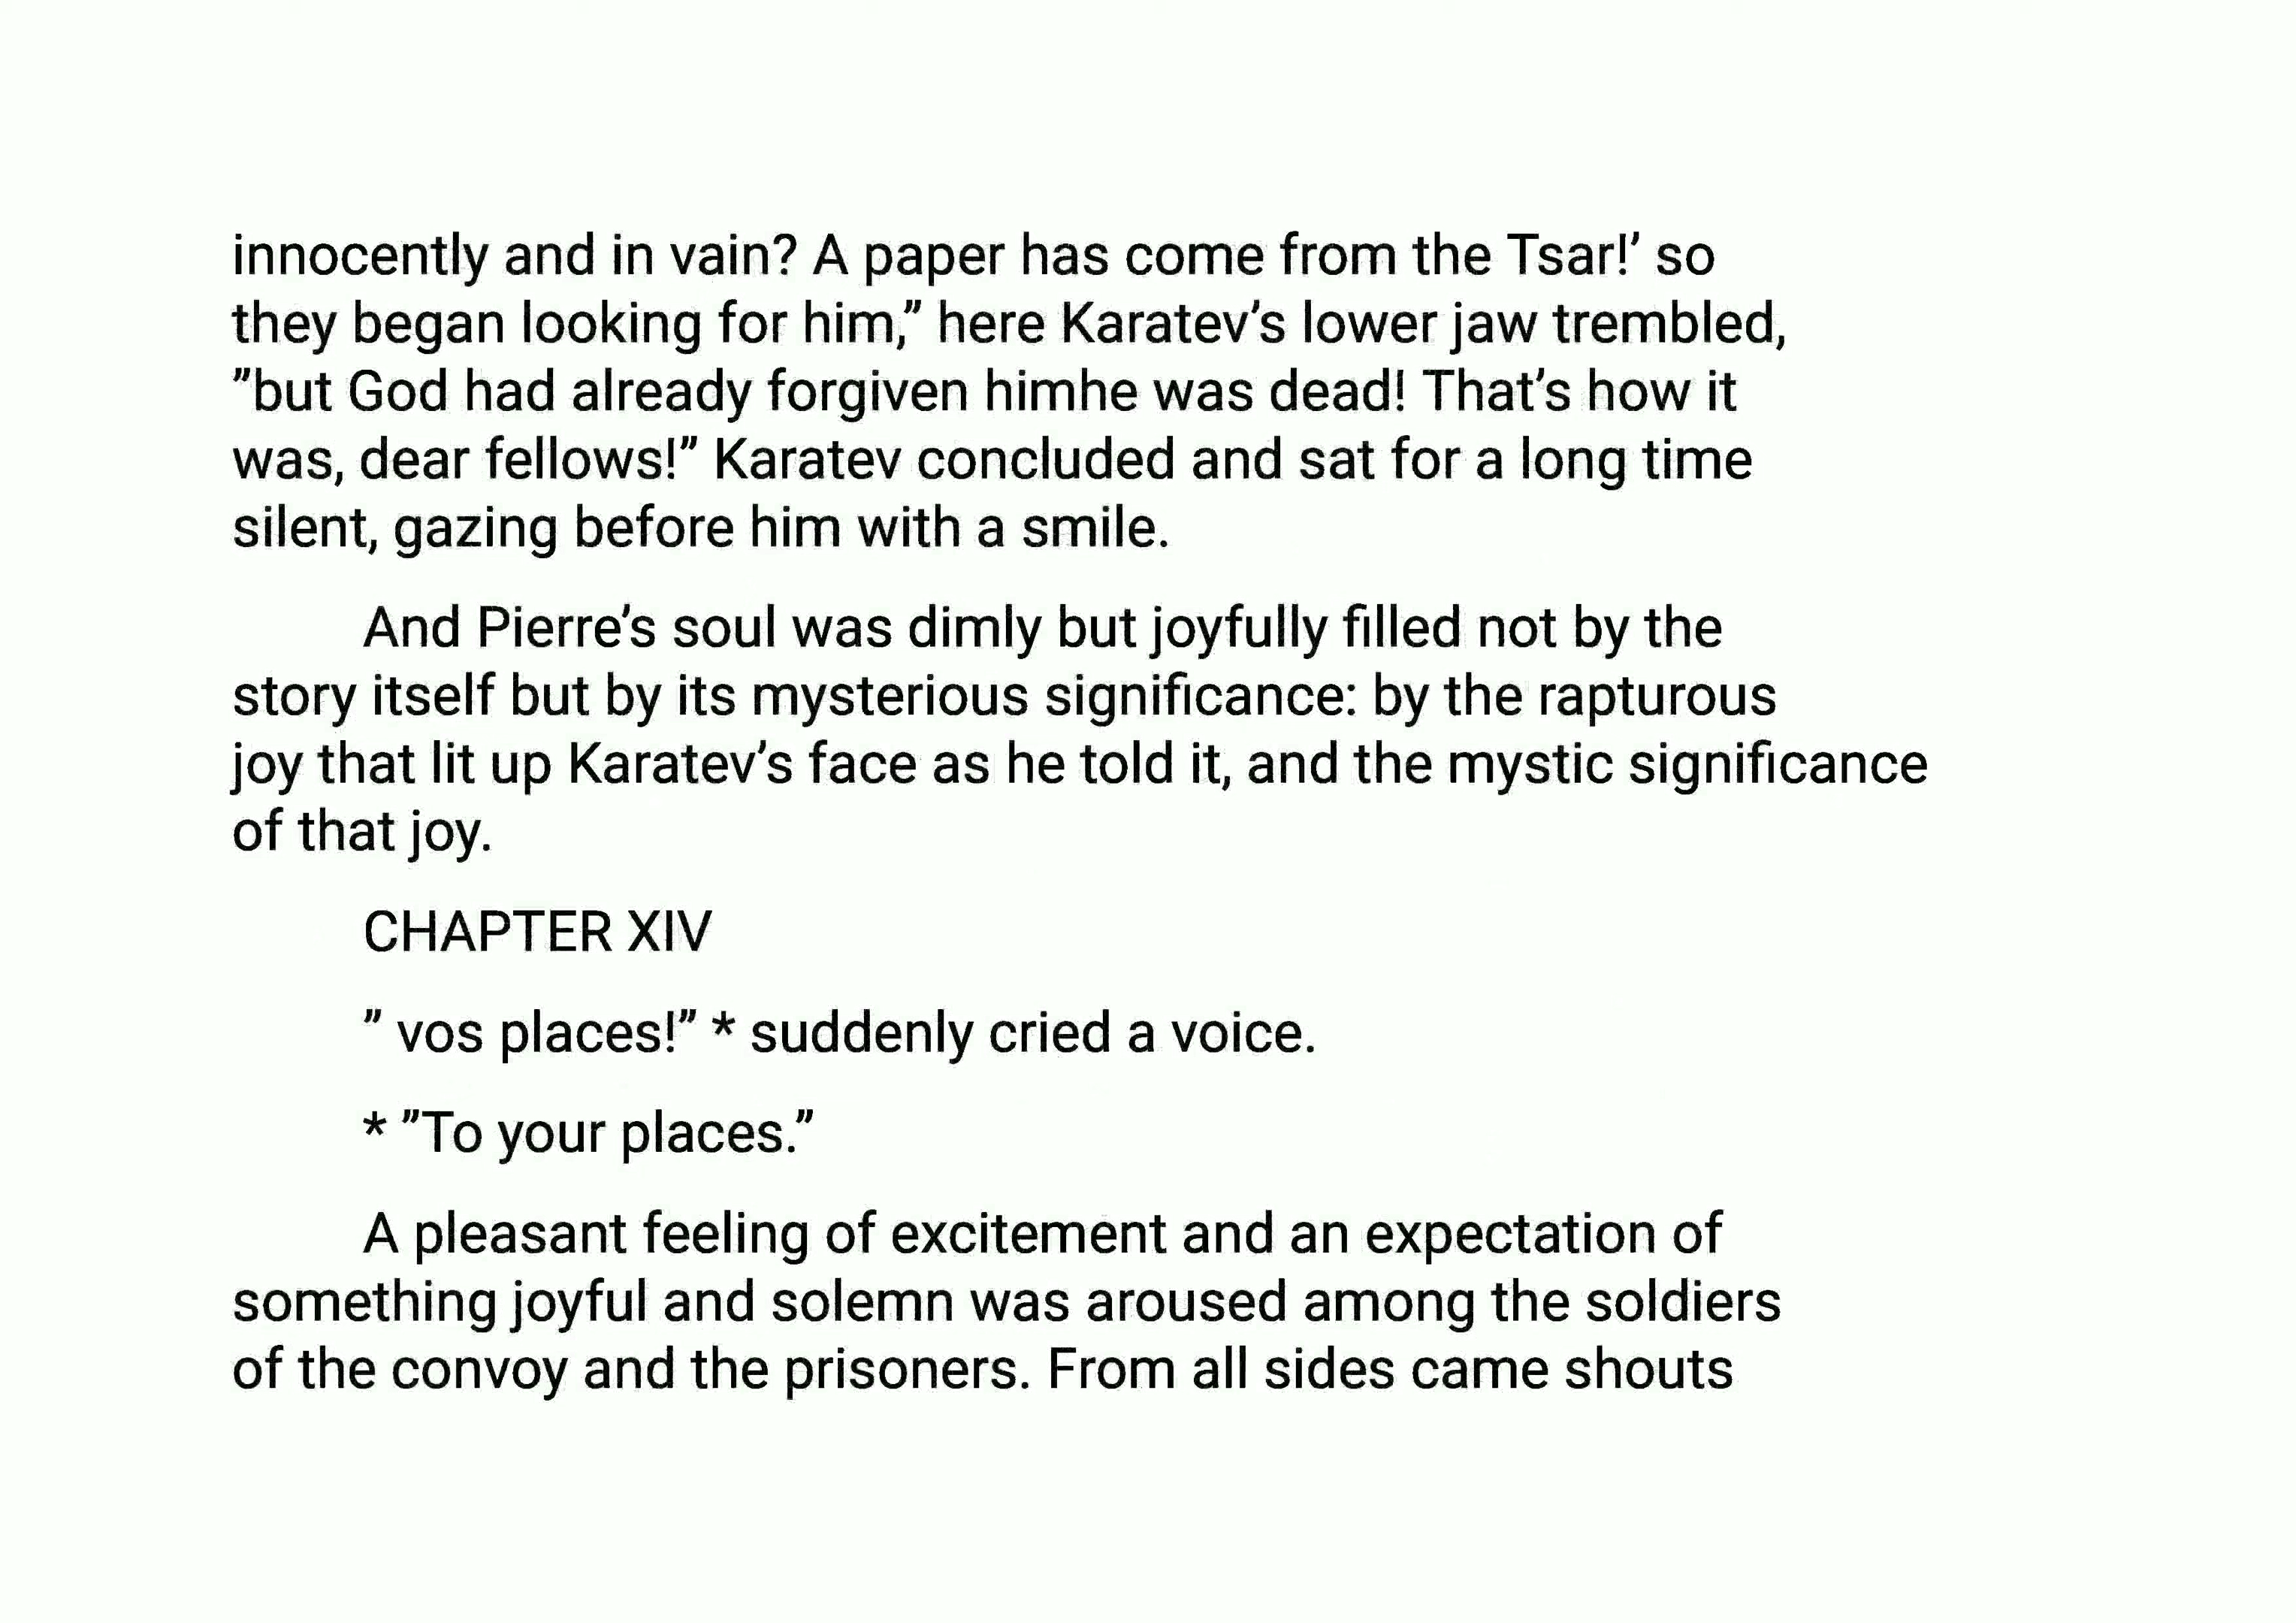 innocently and in vain? A paper has come from the Tsar!’ so
they began looking for him,” here Karatev’s lower jaw trembled,
”but God had already forgiven himhe was dead! That’s how it
was, dear fellows!” Karatev concluded and sat for a long time
silent, gazing before him with a smile.
And Pierre’s soul was dimly but joyfully filled not by the
story itself but by its mysterious significance: by the rapturous
joy that lit up Karatev’s face as he told it, and the mystic significance
of that joy.
CHAPTER XIV
” vos places!” * suddenly cried a voice.
* ”To your places.”
A pleasant feeling of excitement and an expectation of
something joyful and solemn was aroused among the soldiers
of the convoy and the prisoners. From all sides came shouts